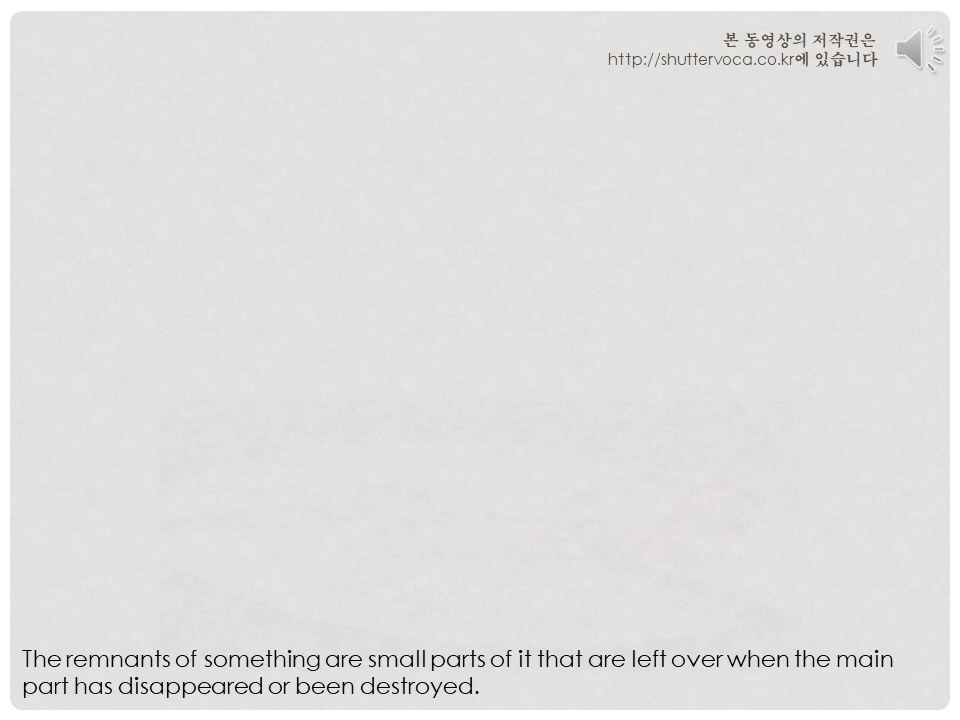 본 동영상의 저작권은
http://shuttervoca.co.kr에 있습니다
The remnants of something are small parts of it that are left over when the main
part has disappeared or been destroyed.